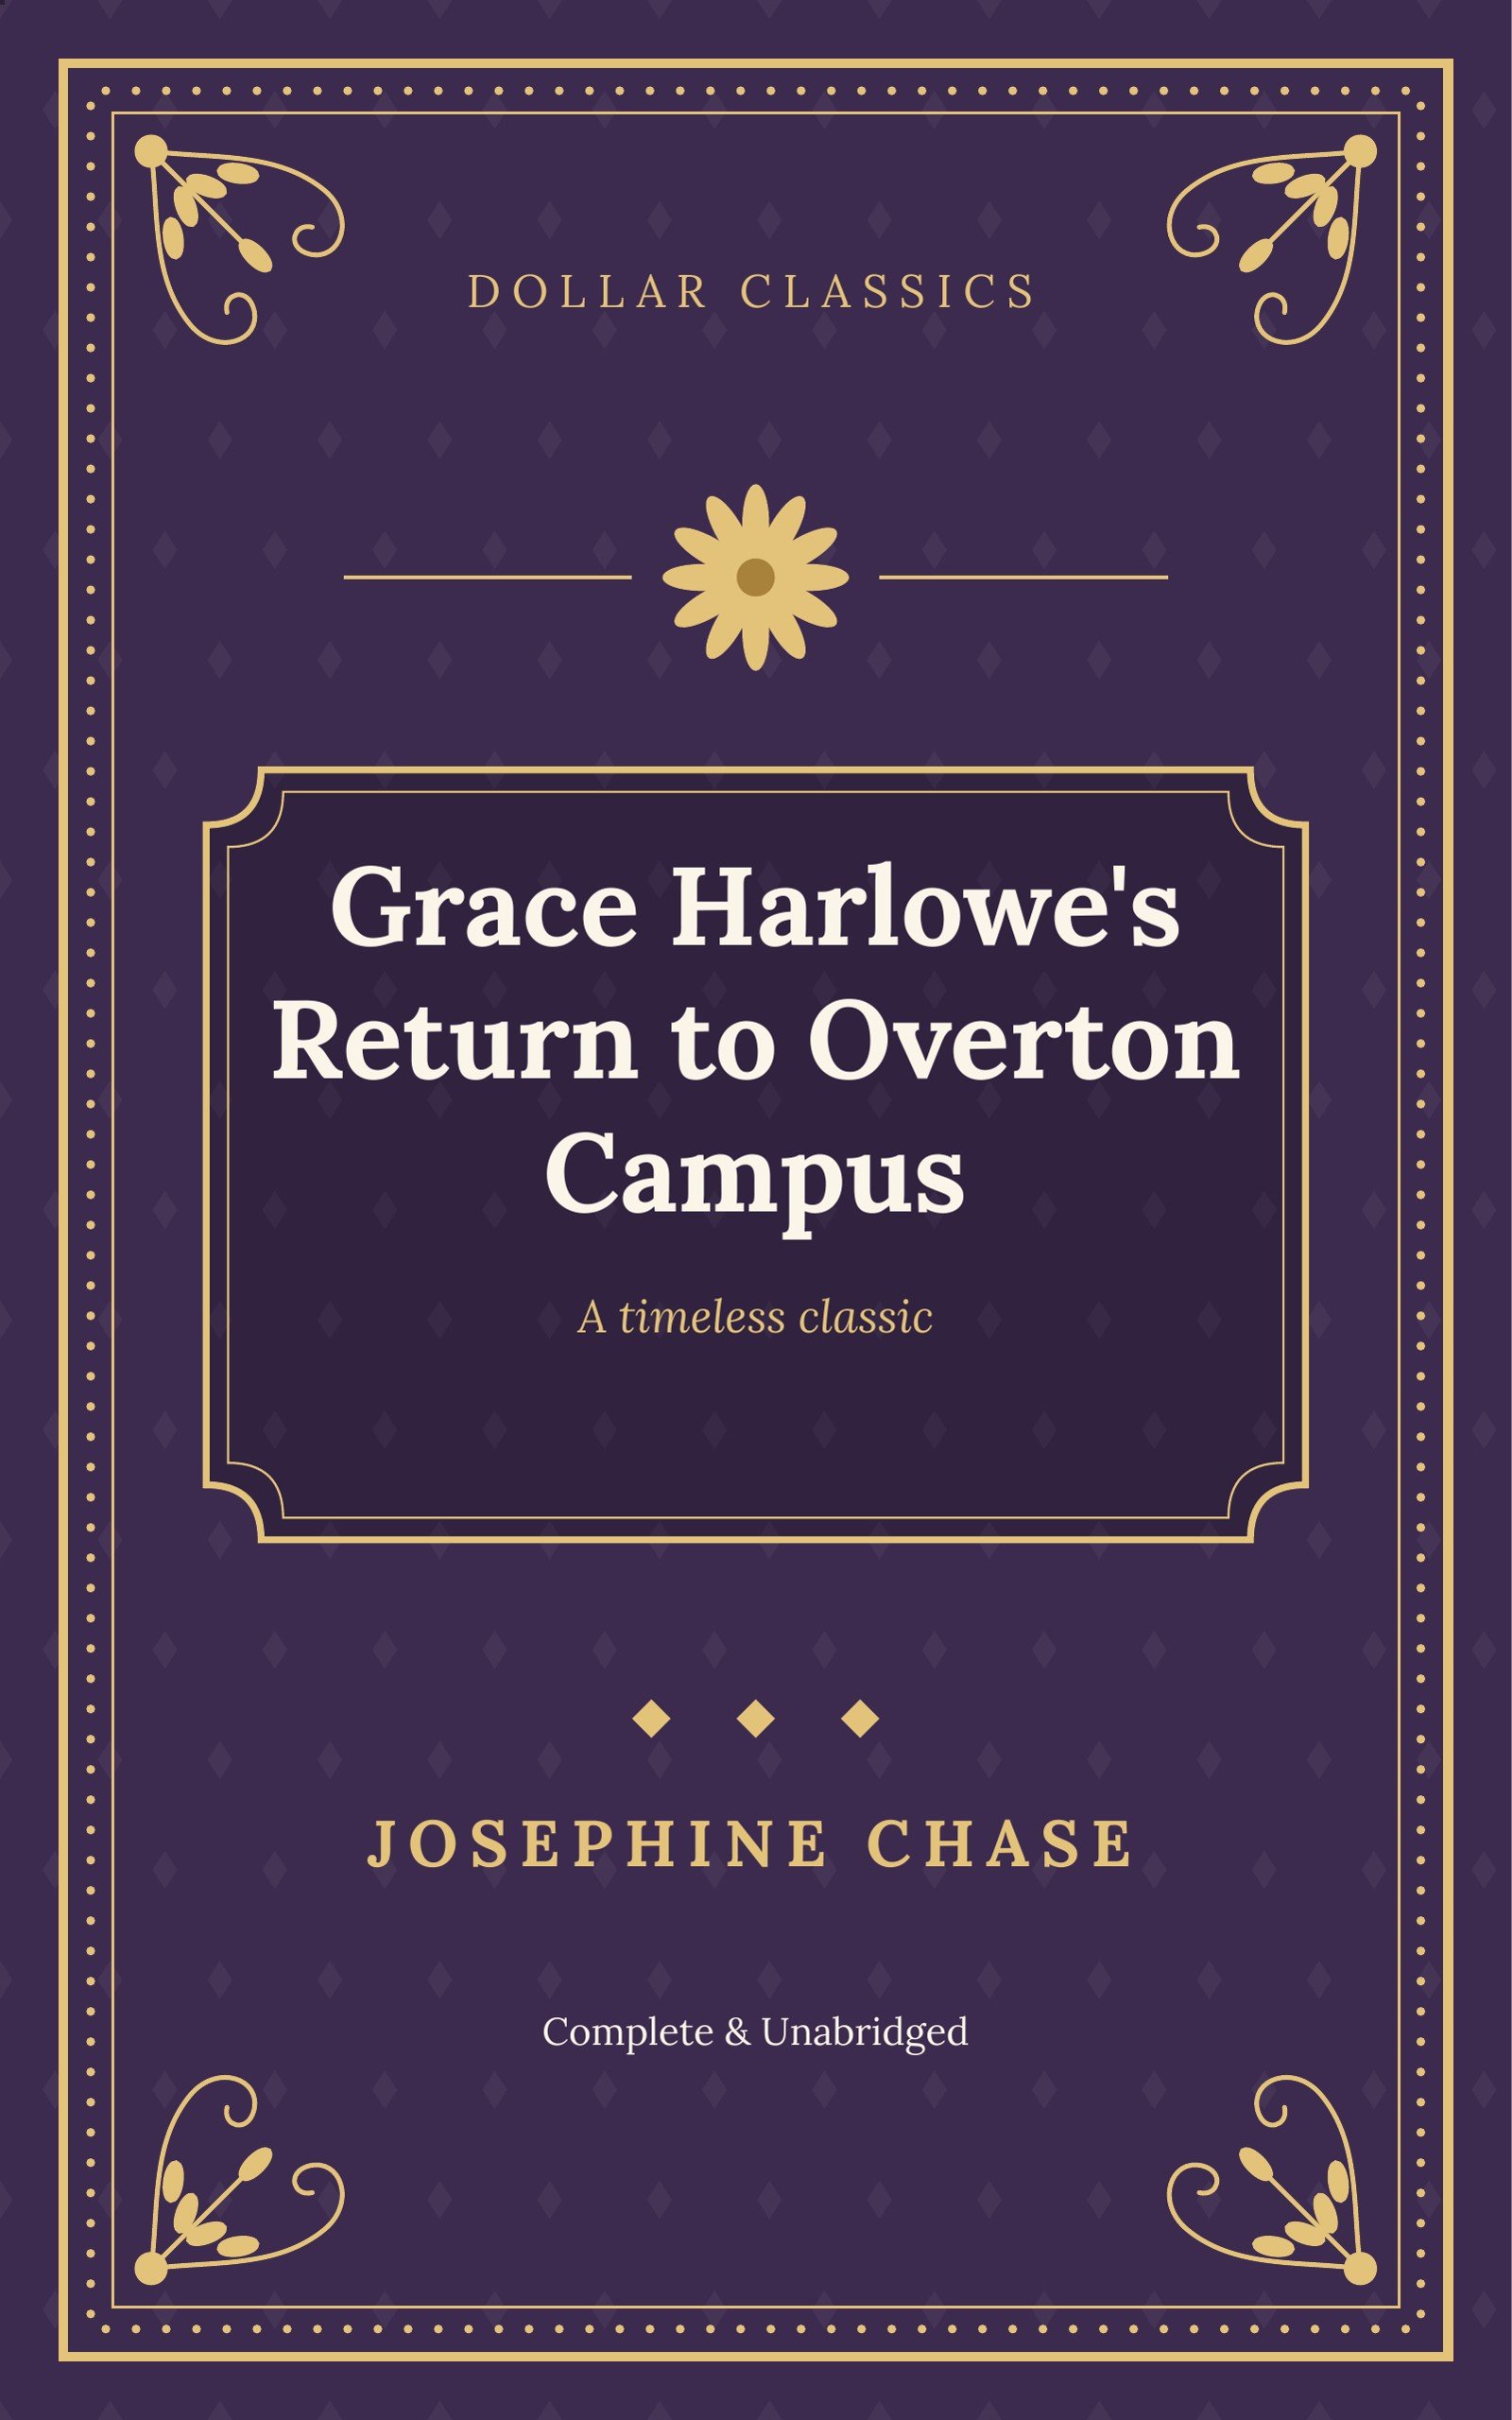 DOLLAR CLASSICS
Grace Harlowe's
Return to Overton
Campus
A timeless classic
JOSEPHINE CHASE
Complete & Unabridged